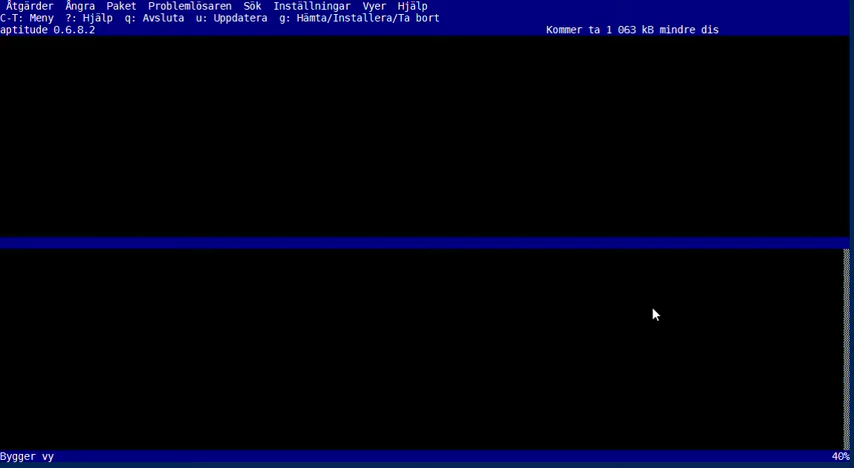 Åtgärder Ångra Paket Problemlösaren Sök Inställningar Vyer Hjälp
C-T: Meny ?: Hjälp q: Avsluta u: Uppdatera g: Hämta/Installera/Ta bort
aptitude 0.6.8.2 Kommer ta 1 063 kB mindre dis
Bygger vy 40%